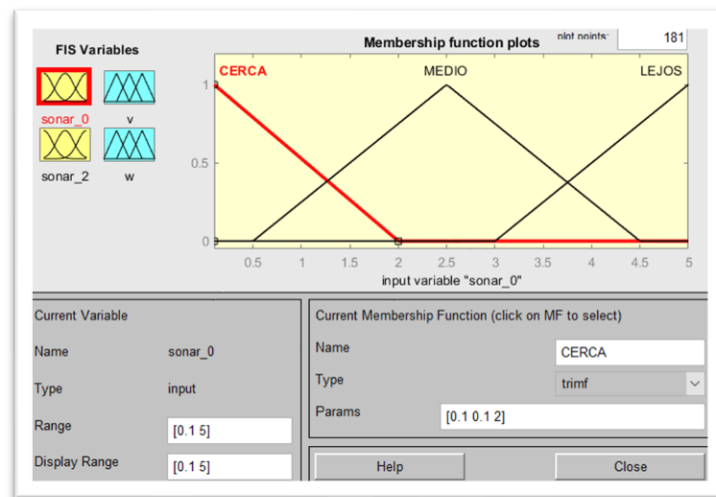 FIS Variables
Membership function plots
plot points:
181
CERCA
MEDIO
LEJOS
1
0.5
0
sonar_0
v
sonar_2
w
0.5 1 1.5 2 2.5 3 3.5 4 4.5 5
input variable "sonar_0"
Current Variable
Name sonar_0
Type input
Range [0.1 5]
Display Range [0.1 5]
Current Membership Function (click on MF to select)
Name CERCA
Type trimf
Params [0.1 0.1 2]
Help
Close